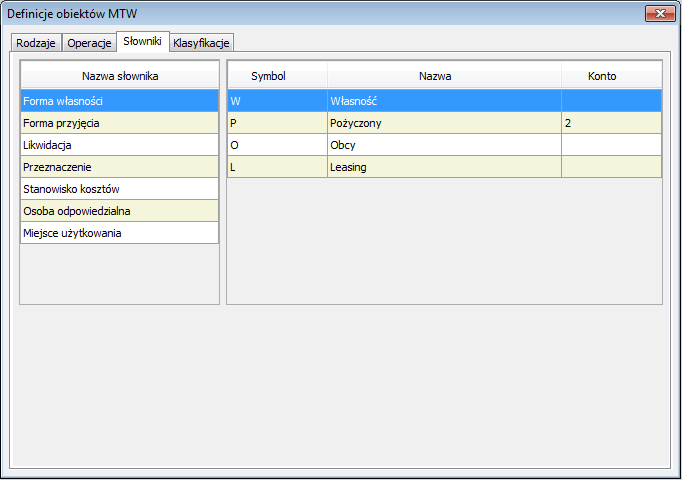 Definicje obiektów MTW
Rodzaje Operacje Słowniki Klasyfikacje
Nazwa słownika
Forma własności
Forma przyjęcia
Likwidacja
Przeznaczenie
Stanowisko kosztów
Osoba odpowiedzialna
Miejsce użytkowania
Symbol Nazwa Konto
W Własność
P Pożyczony 2
O Obcy
L Leasing